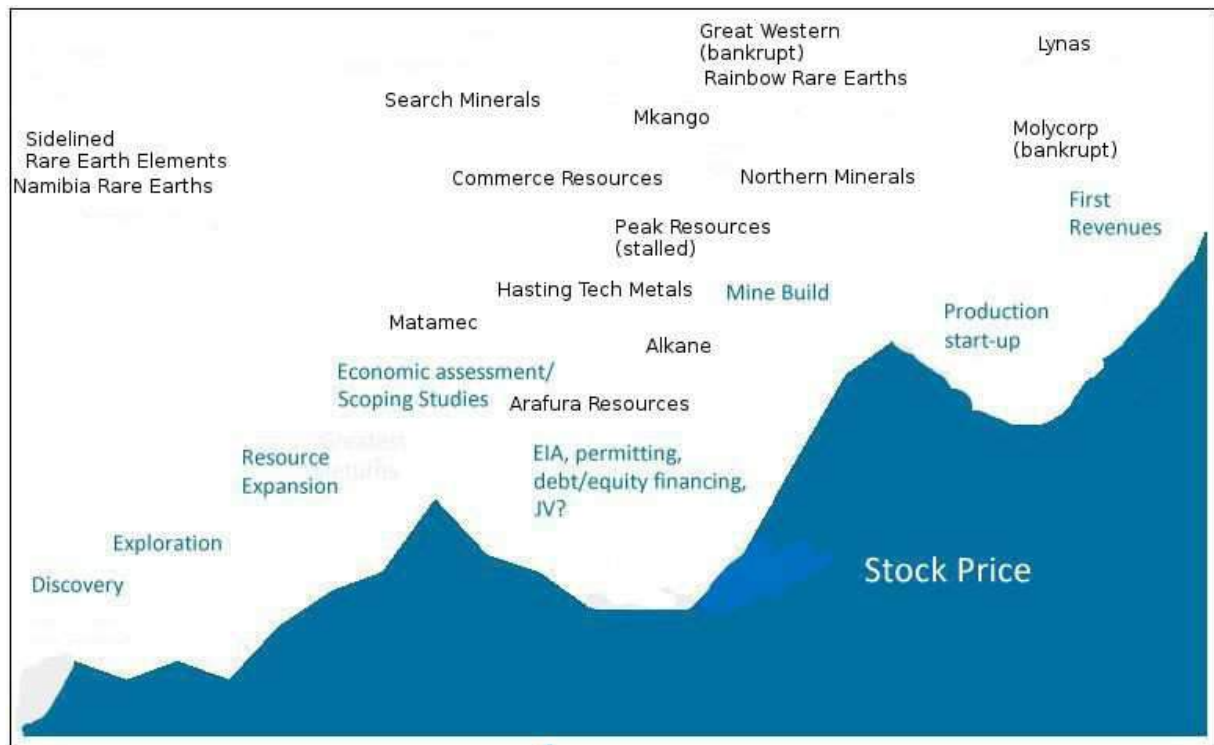 Great Western
(bankrupt)
Rainbow Rare Earths
Lynas
Search Minerals
Mkango
Molycorp
(bankrupt)
Sidelined
Rare Earth Elements
Namibia Rare Earths
Commerce Resources
Northern Minerals
First
Revenues
Peak Resources
(stalled)
Hasting Tech Metals
Mine Build
Matamec
Production
start-up
Alkane
Economic assessment/
Scoping Studies
Arafura Resources
Resource
Expansion
EIA, permitting,
debt/equity financing,
JV?
Exploration
Discovery
Stock Price